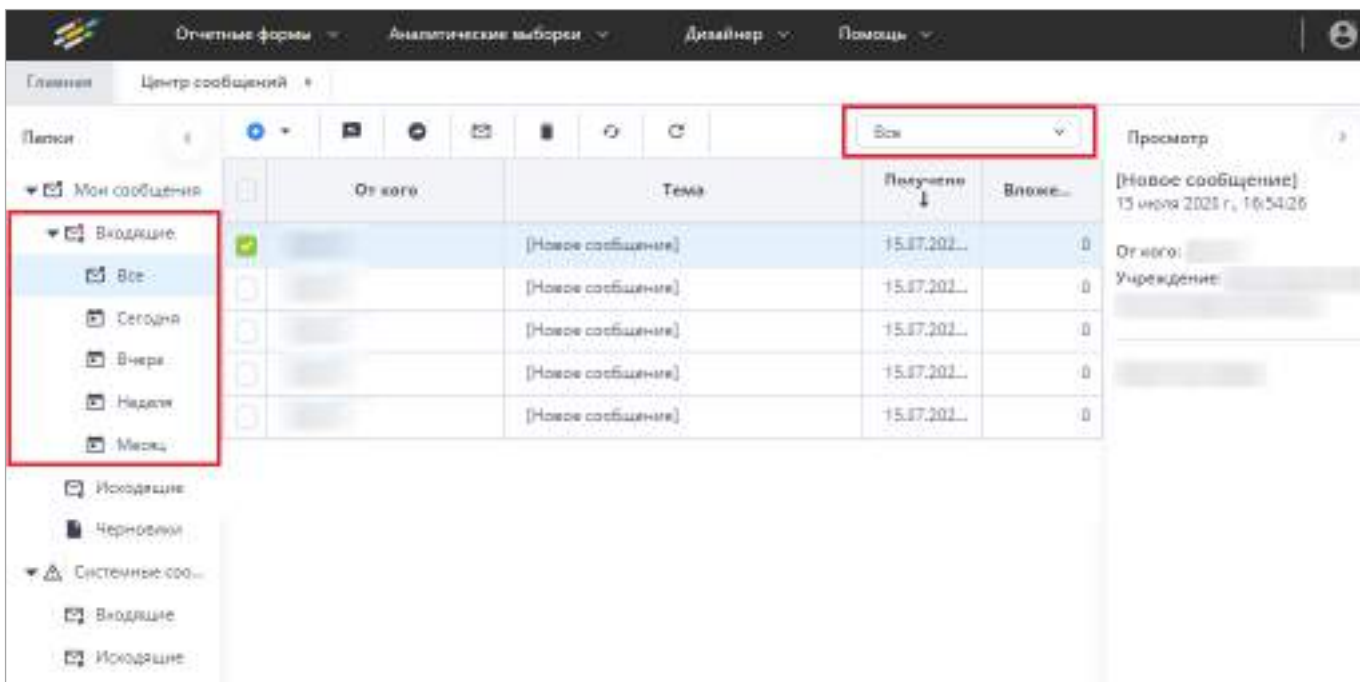 Отчетные формы Аналитические выборки Дизайнер Помощь
Главная Центр сообщений
Папки Все Просмотр
Мои сообщения От кого Тема Получено Вложе...
[Новое сообщение]
15 июля 2020 г., 16:54:26
Входящие
[Новое сообщение] 15.07.202... 0
От кого:
Все
Учреждение:
[Новое сообщение] 15.07.202... 0
Сегодня
[Новое сообщение] 15.07.202... 0
Вчера
[Новое сообщение] 15.07.202... 0
Неделя
[Новое сообщение] 15.07.202... 0
Месяц
Исходящие
Черновики
Системные соо...
Входящие
Исходящие